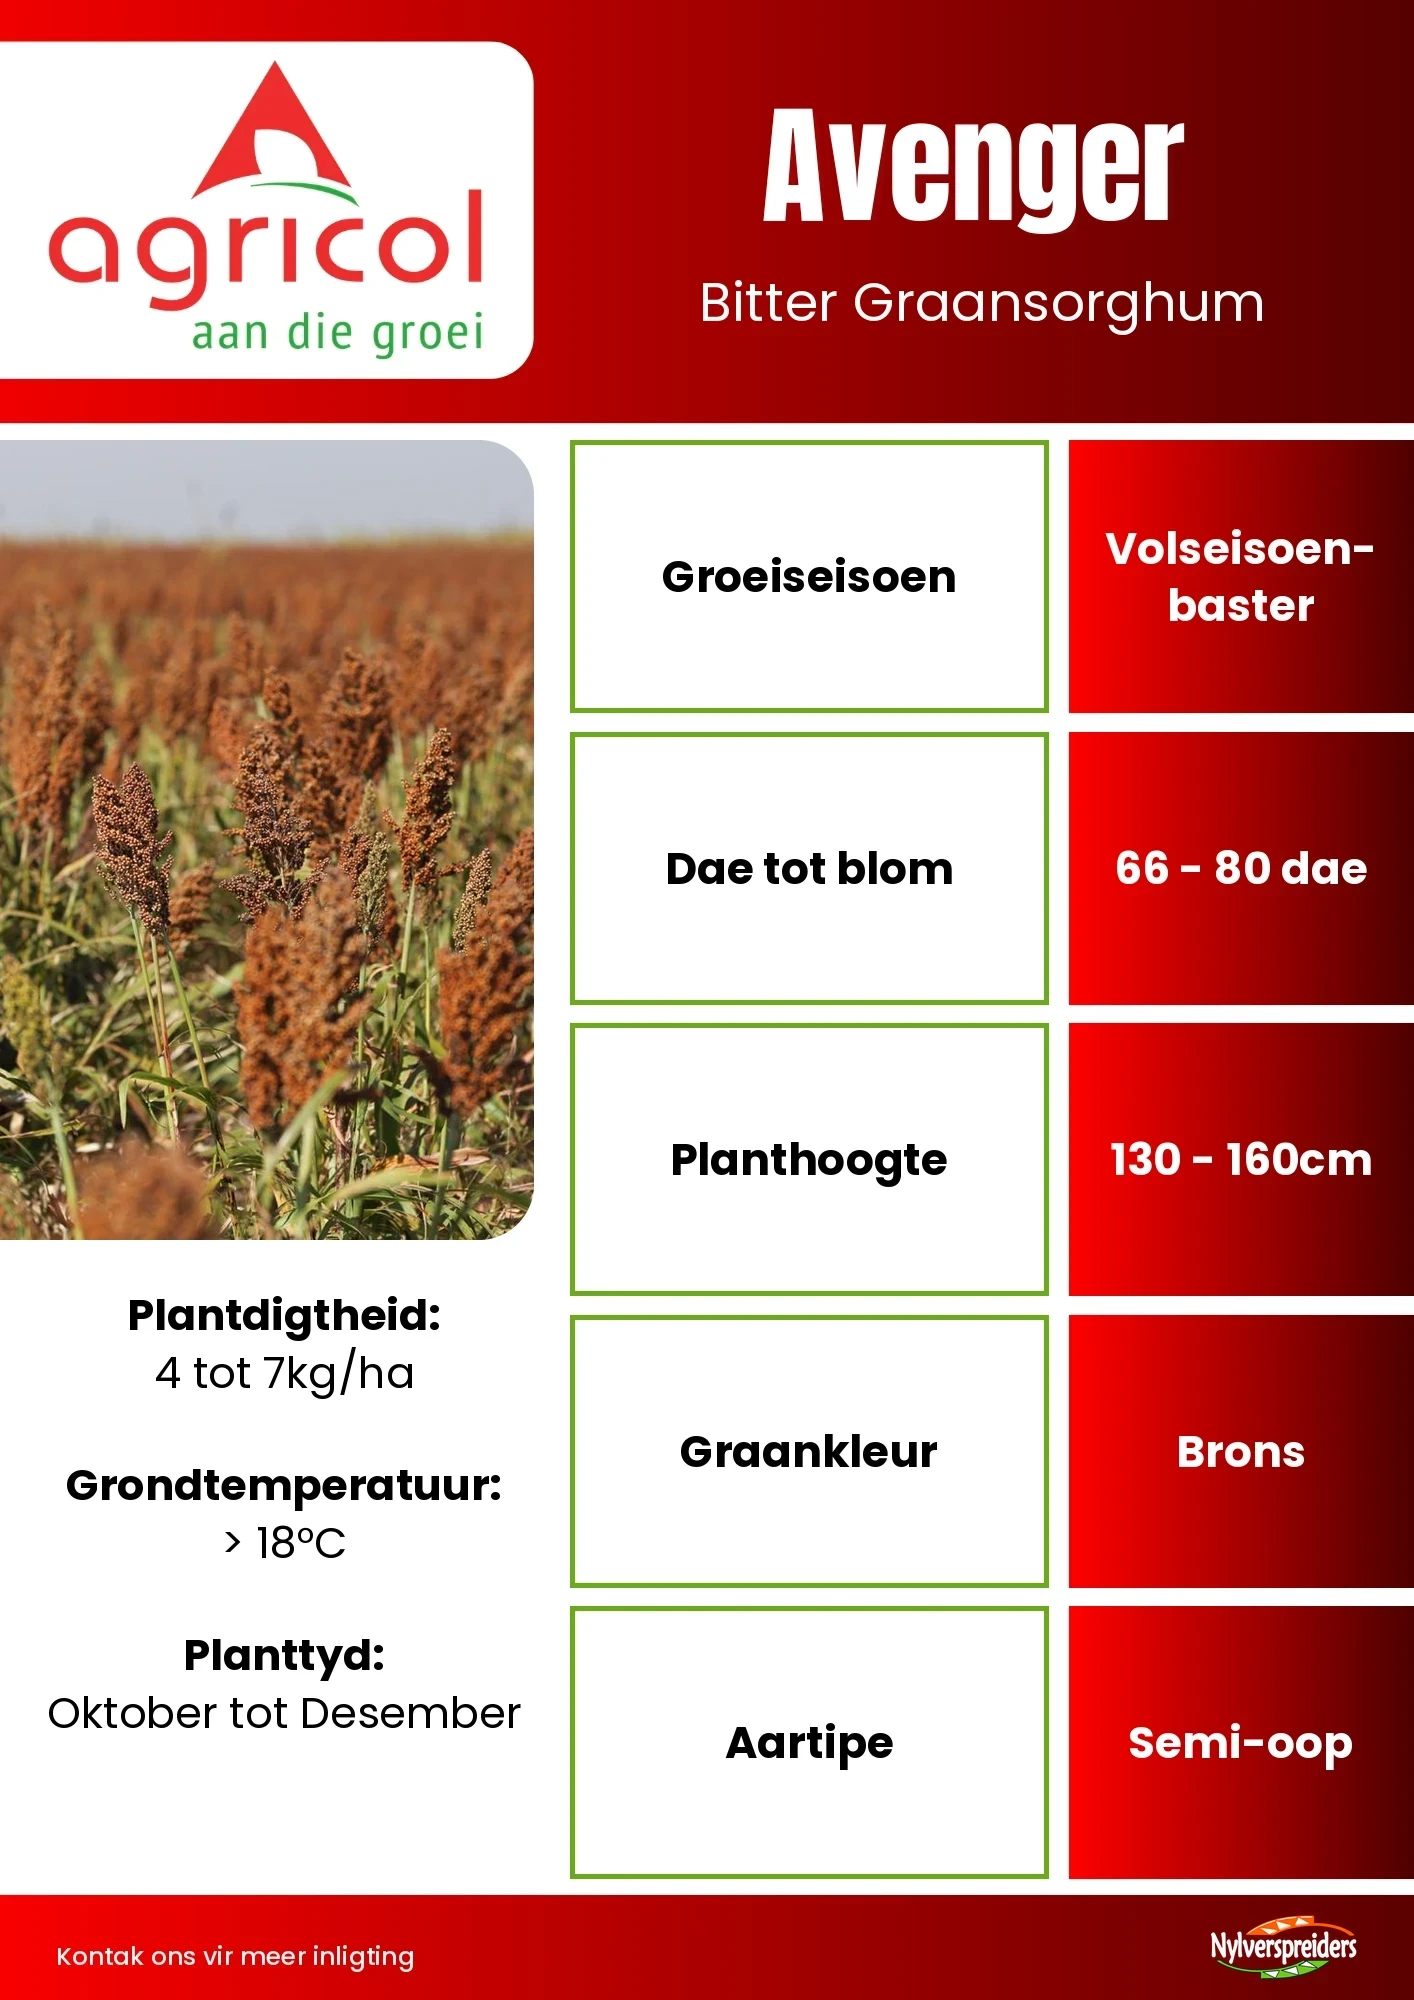 agricol
aan die groei
Avenger
Bitter Graansorghum
Groeiseisoen
Volseisoen-
baster
Dae tot blom
66 - 80 dae
Planthoogte
130 - 160cm
Graankleur
Brons
Aartipe
Semi-oop
Plantdigtheid:
4 tot 7kg/ha
Grondtemperatuur:
> 18°C
Planttyd:
Oktober tot Desember
Kontak ons vir meer inligting
Nylverspreiders